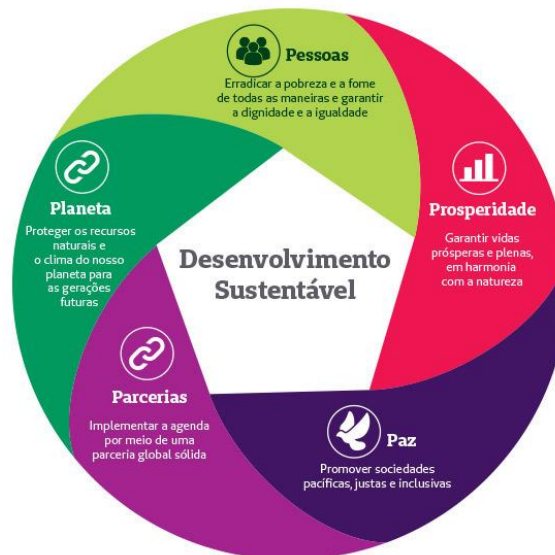 Pessoas
Erradicar a pobreza e a fome
de todas as maneiras e garantir
a dignidade e a igualdade
Prosperidade
Garantir vidas
prósperas e plenas,
em harmonia
com a natureza
Paz
Promover sociedades
pacíficas, justas e inclusivas
Parcerias
Implementar a agenda
por meio de uma
parceria global sólida
Planeta
Proteger os recursos
naturais e
o clima do nosso
planeta para
as gerações
futuras
Desenvolvimento
Sustentável